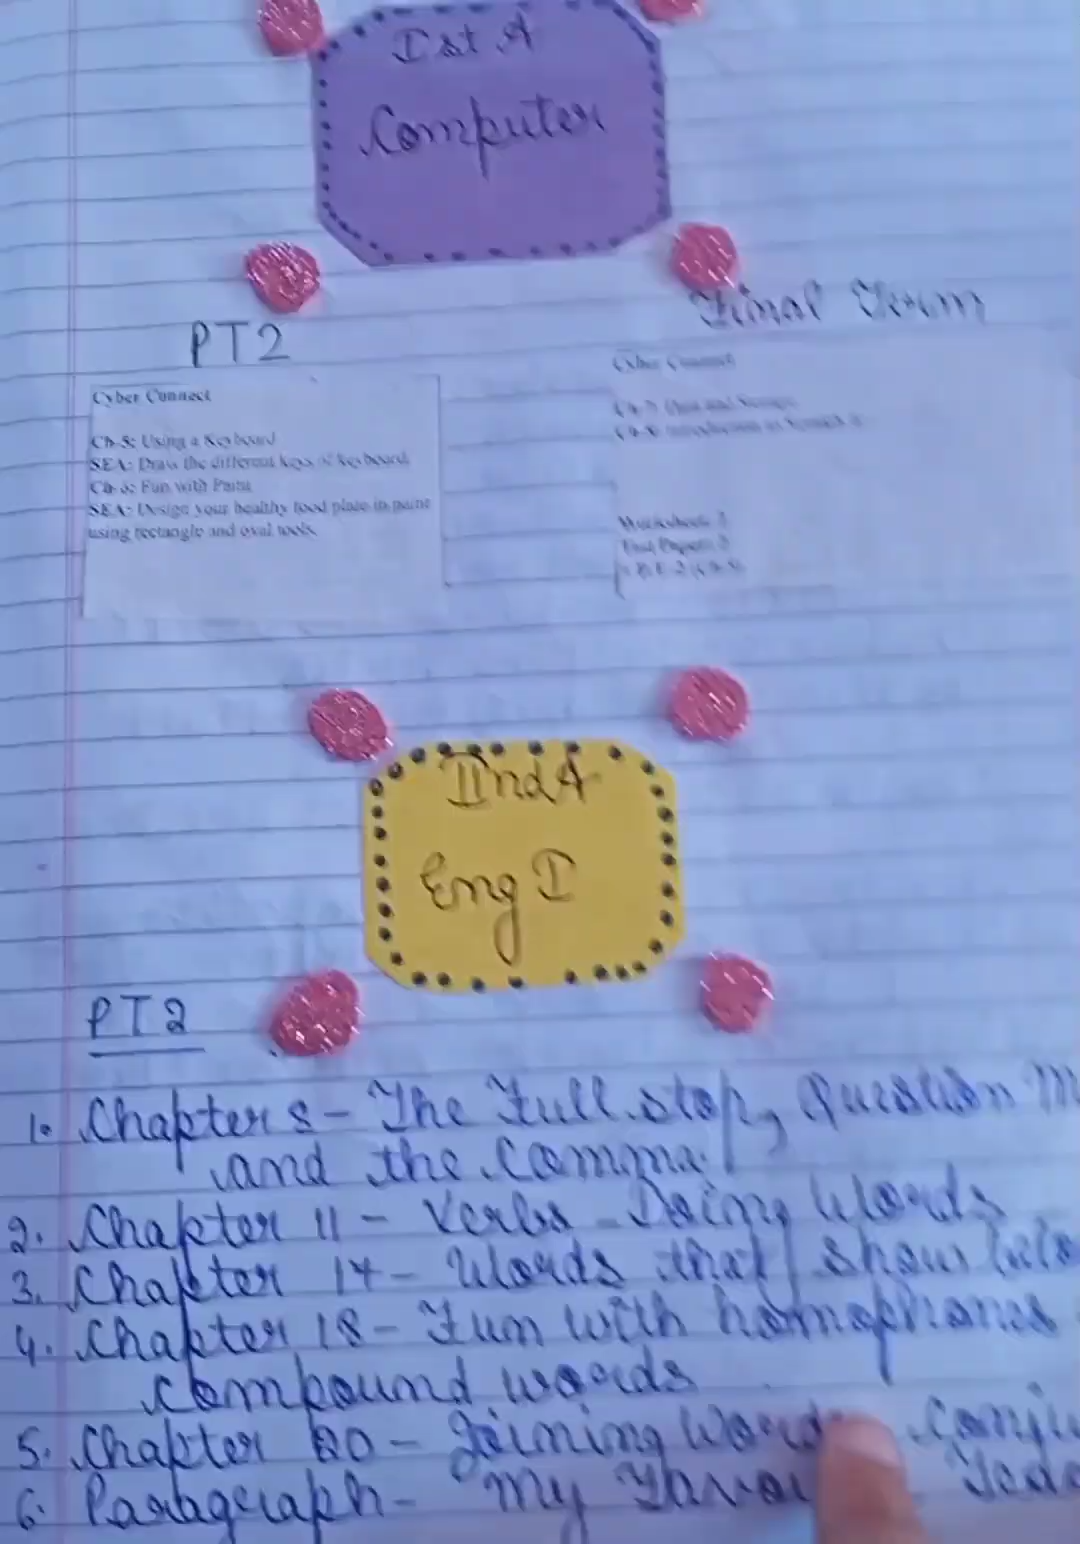 Ist A
Computer
PT2
Final Term
Cyber Connect
Ch-5: Using a Keyboard
SEA: Draw the different keys of keyboard.
Ch-6: Fun with Paint
SEA: Design your healthy food plate in paint
using rectangle and oval tools.
Cyber Connect
Worksheet:
Test Paper:
IInd A
Eng I
PT2
1. Chapter 8 - The Full stop, Question
and the comma.
2. Chapter 11 - Verbs - Doing Words
3. Chapter 17 - Words that show
4. Chapter 18 - Fun with homophones
compound words
5. Chapter 20 - Joining Words
6. Paragraph - My